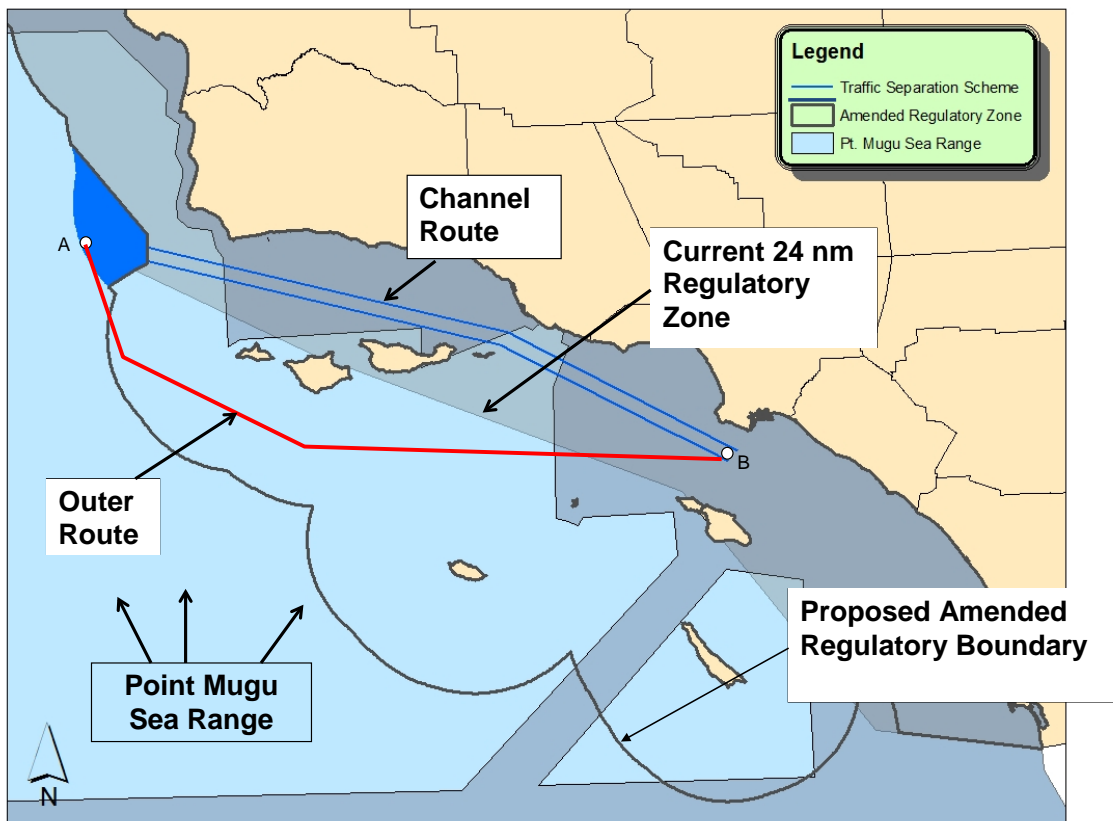 Legend
Traffic Separation Scheme
Amended Regulatory Zone
Pt. Mugu Sea Range
Channel
Route
Current 24 nm
Regulatory
Zone
A
B
Outer
Route
Proposed Amended
Regulatory Boundary
Point Mugu
Sea Range
N